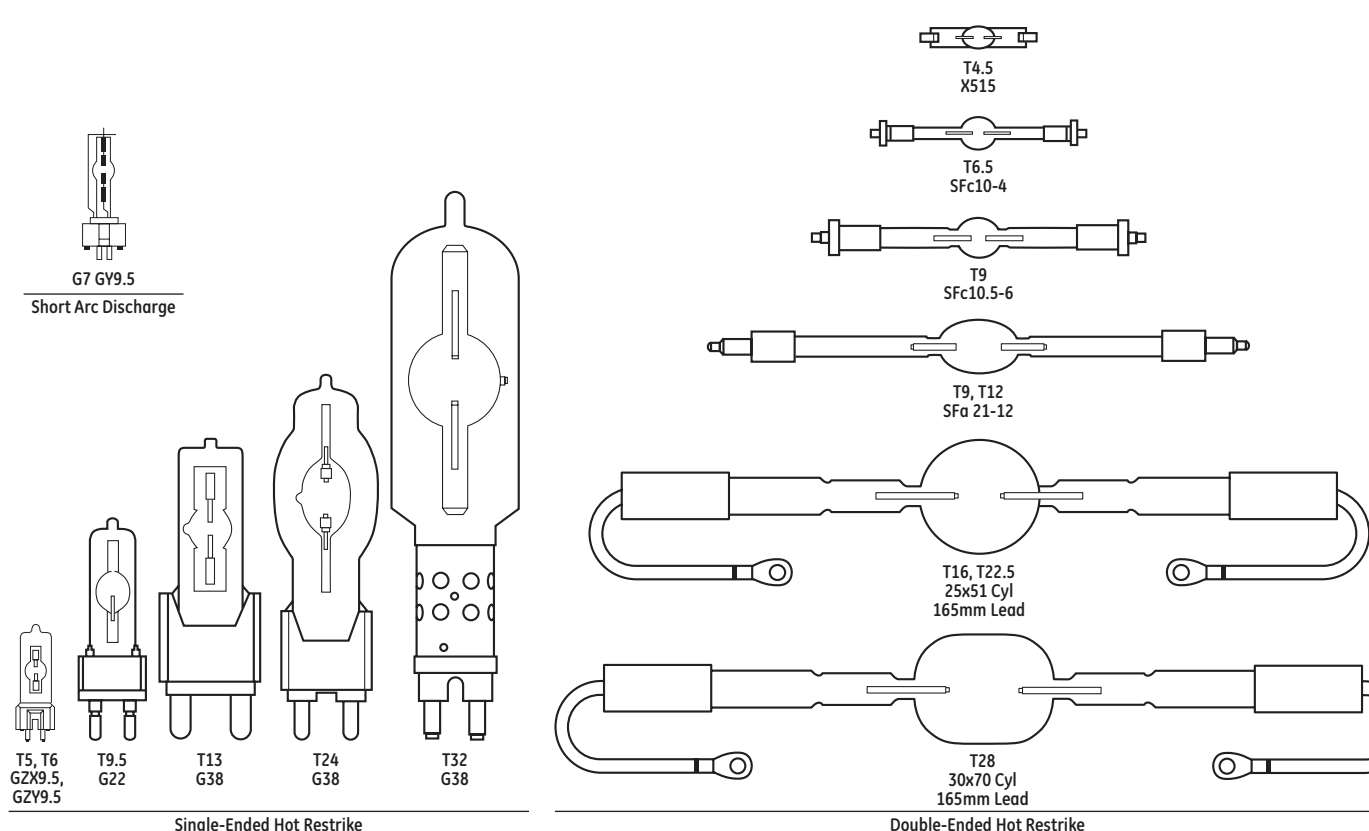 G7 GY9.5
Short Arc Discharge
T5, T6
GZX9.5,
GZY9.5
T9.5
G22
T13
G38
T24
G38
T32
G38
Single-Ended Hot Restrike
T4.5
X515
T6.5
SFc10-4
T9
SFc10.5-6
T9, T12
SFa 21-12
T16, T22.5
25x51 Cyl
165mm Lead
T28
30x70 Cyl
165mm Lead
Double-Ended Hot Restrike